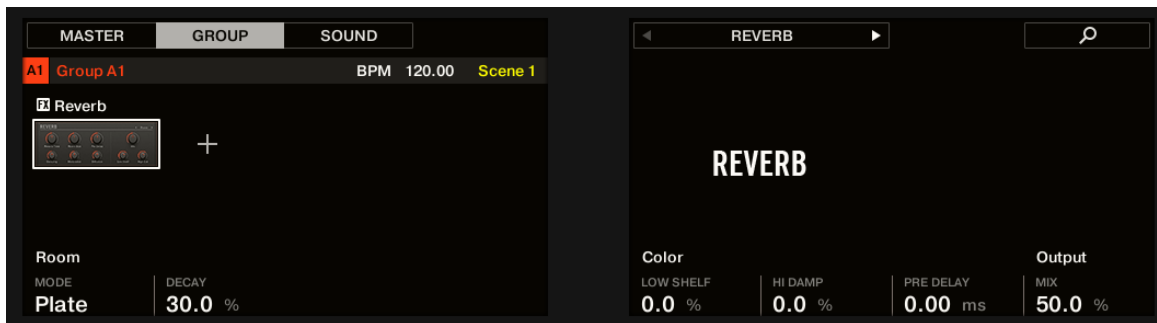 MASTER GROUP SOUND
A1 Group A1 BPM 120.00 Scene 1
FX Reverb
REVERB
Room
MODE DECAY
Plate 30.0 %
REVERB
REVERB
Color Output
LOW SHELF HI DAMP PRE DELAY MIX
0.0 % 0.0 % 0.00 ms 50.0 %